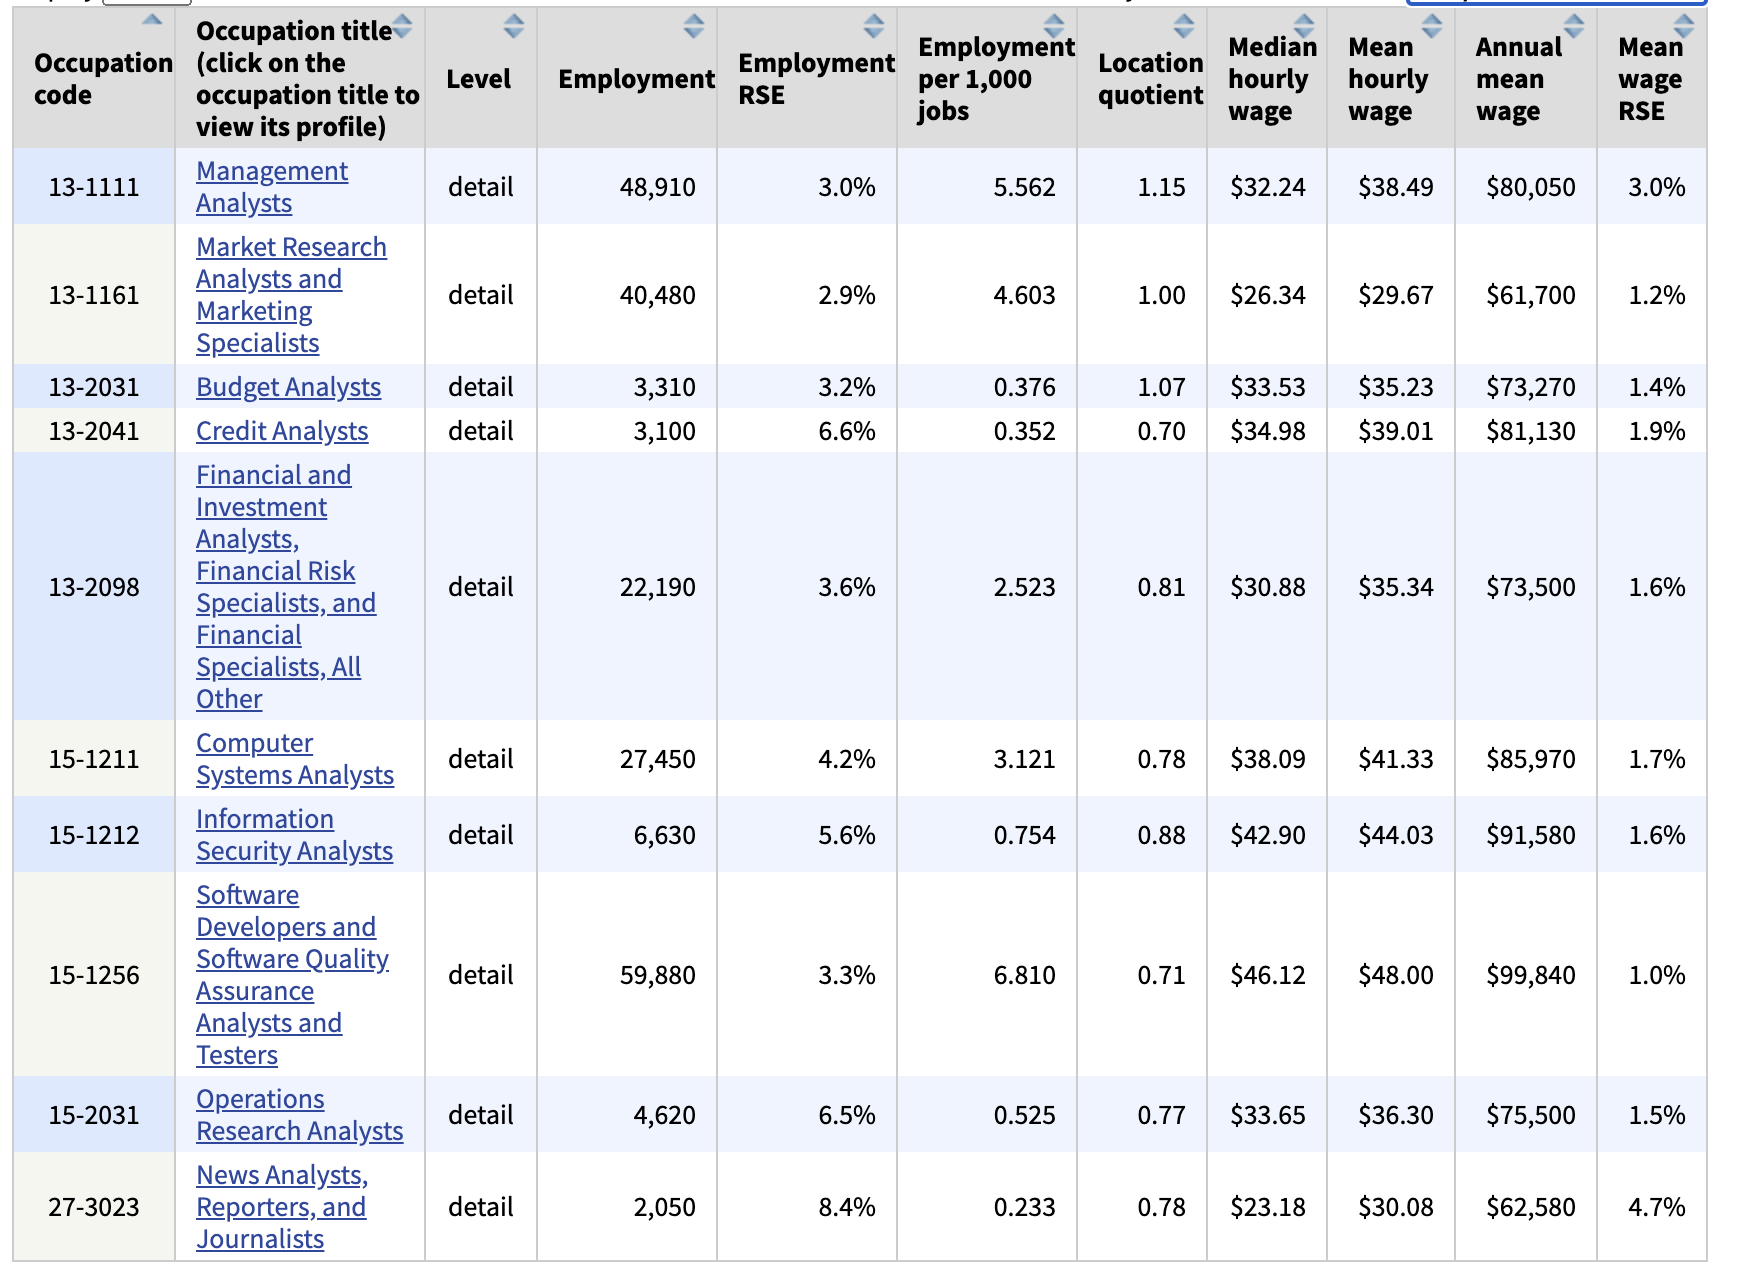 Occupation code Occupation title (click on the occupation title to view its profile) Level Employment Employment RSE Employment per 1,000 jobs Location quotient Median hourly wage Mean hourly wage Annual mean wage Mean wage RSE
13-1111 Management Analysts detail 48,910 3.0% 5.562 1.15 $32.24 $38.49 $80,050 3.0%
13-1161 Market Research Analysts and Marketing Specialists detail 40,480 2.9% 4.603 1.00 $26.34 $29.67 $61,700 1.2%
13-2031 Budget Analysts detail 3,310 3.2% 0.376 1.07 $33.53 $35.23 $73,270 1.4%
13-2041 Credit Analysts detail 3,100 6.6% 0.352 0.70 $34.98 $39.01 $81,130 1.9%
13-2098 Financial and Investment Analysts, Financial Risk Specialists, and Financial Specialists, All Other detail 22,190 3.6% 2.523 0.81 $30.88 $35.34 $73,500 1.6%
15-1211 Computer Systems Analysts detail 27,450 4.2% 3.121 0.78 $38.09 $41.33 $85,970 1.7%
15-1212 Information Security Analysts detail 6,630 5.6% 0.754 0.88 $42.90 $44.03 $91,580 1.6%
15-1256 Software Developers and Software Quality Assurance Analysts and Testers detail 59,880 3.3% 6.810 0.71 $46.12 $48.00 $99,840 1.0%
15-2031 Operations Research Analysts detail 4,620 6.5% 0.525 0.77 $33.65 $36.30 $75,500 1.5%
27-3023 News Analysts, Reporters, and Journalists detail 2,050 8.4% 0.233 0.78 $23.18 $30.08 $62,580 4.7%